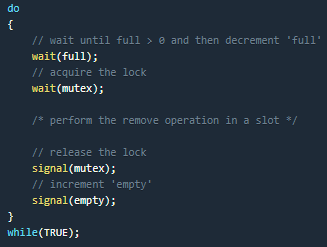 do
{
// wait until full > 0 and then decrement 'full'
wait(full);
// acquire the lock
wait(mutex);
/* perform the remove operation in a slot */
// release the lock
signal(mutex);
// increment 'empty'
signal(empty);
}
while(TRUE);